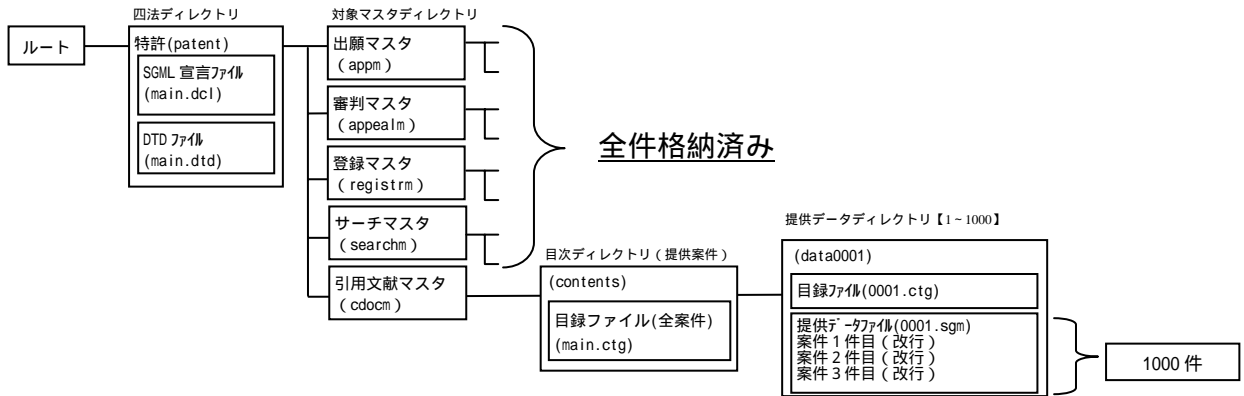 四法ディレクトリ
対象マスタディレクトリ
ルート
特許(patent)
SGML 宣言ファイル
(main.dcl)
DTD ファイル
(main.dtd)
出願マスタ
(appm)
審判マスタ
(appealm)
登録マスタ
(registrm)
サーチマスタ
(searchm)
引用文献マスタ
(cdocm)
全件格納済み
目次ディレクトリ(提供案件)
(contents)
目録ファイル(全案件)
(main.ctg)
提供データディレクトリ【1~1000】
(data0001)
目録ファイル(0001.ctg)
提供データファイル(0001.sgm)
案件1件目(改行)
案件2件目(改行)
案件3件目(改行)
1000 件